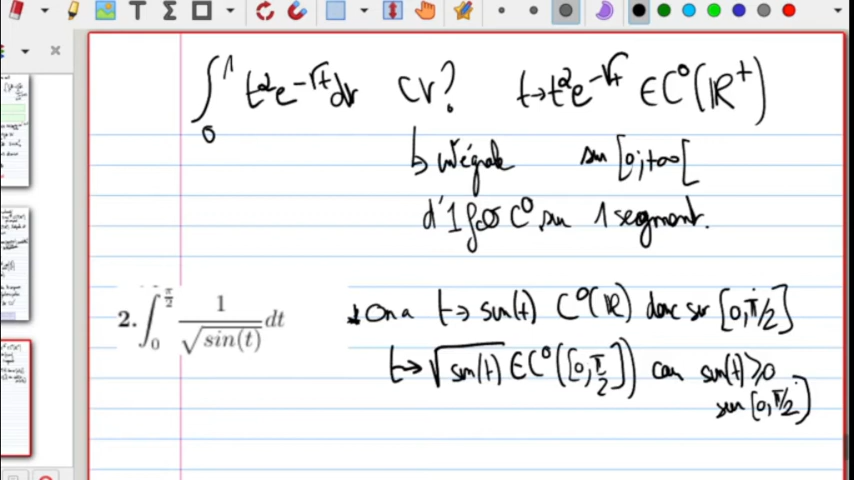 ∫₀¹ t²e^{-√t} dt CV? t→t²e^{-√t} ∈ C⁰(ℝ⁺)
↳ intégrale sur [0;+∞[
d'1 fct C⁰ sur 1 segment.
2. ∫₀^{π/2} 1/√sin(t) dt
On a t→ sin(t) C⁰(ℝ) donc sur [0,π/2]
t→ √sin(t) ∈ C⁰([0,π/2]) car sin(t)≥0
sur [0,π/2]